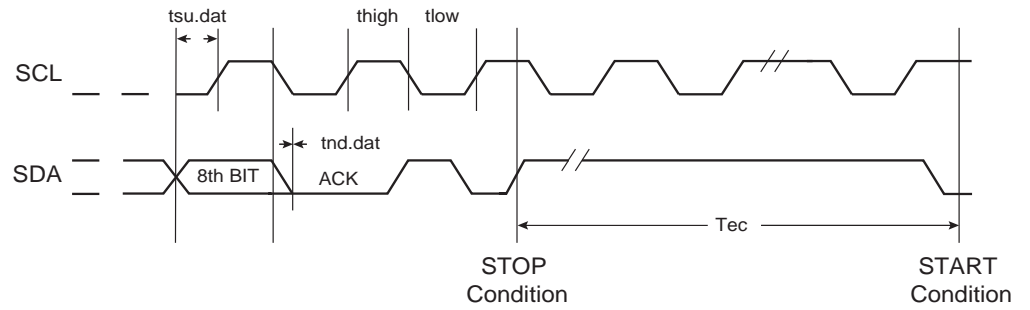 tsu.dat
thigh
tlow
SCL
tnd.dat
SDA
8th BIT
ACK
Tec
STOP
Condition
START
Condition